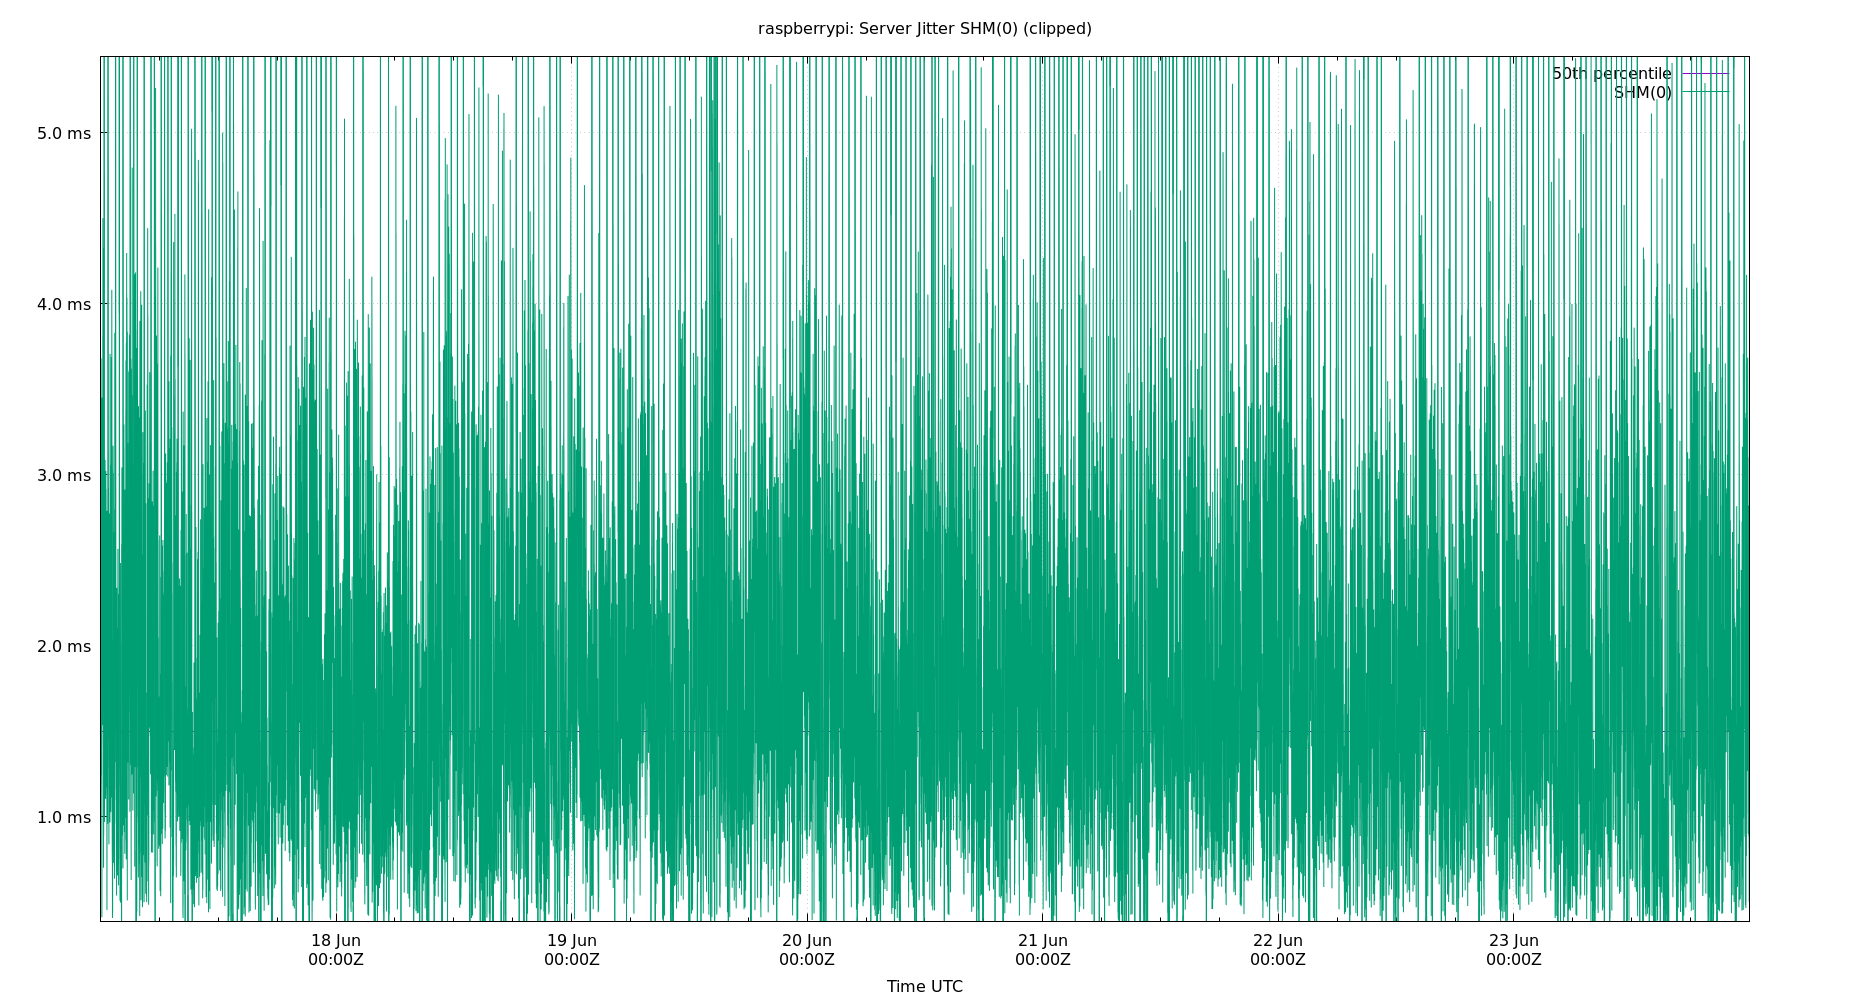 raspberrypi: Server Jitter SHM(0) (clipped)
50th percentile
SHM(0)
5.0 ms
4.0 ms
3.0 ms
2.0 ms
1.0 ms
18 Jun 19 Jun 20 Jun 21 Jun 22 Jun 23 Jun
00:00Z 00:00Z 00:00Z 00:00Z 00:00Z 00:00Z
Time UTC